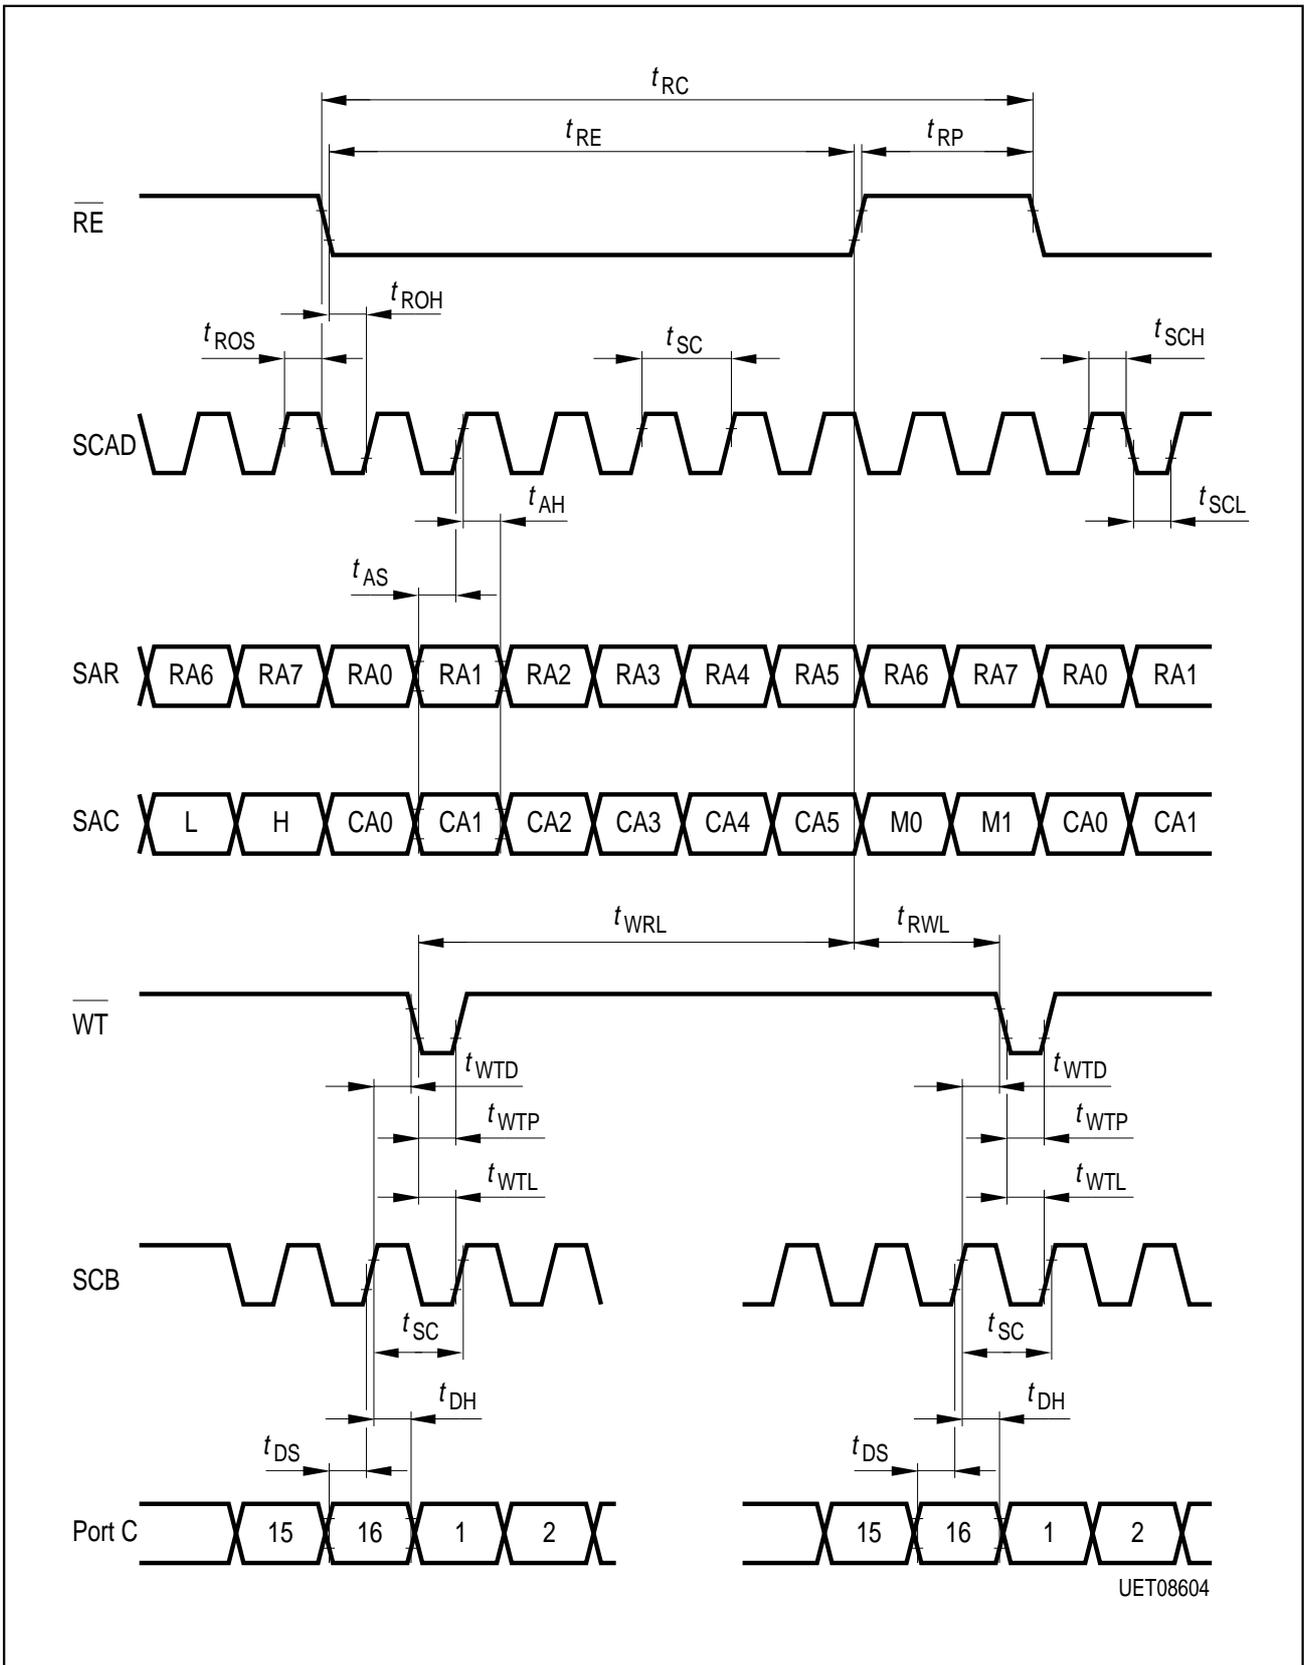 tRC
tRE tRP
RE
tROH
tROS tSC tSCH
SCAD
tAH tSCL
tAS
SAR RA6 RA7 RA0 RA1 RA2 RA3 RA4 RA5 RA6 RA7 RA0 RA1
SAC L H CA0 CA1 CA2 CA3 CA4 CA5 M0 M1 CA0 CA1
tWRL tRWL
WT
tWTD tWTD
tWTP tWTP
tWTL tWTL
SCB
tSC tSC
tDH tDH
tDS tDS
Port C 15 16 1 2 15 16 1 2
UET08604